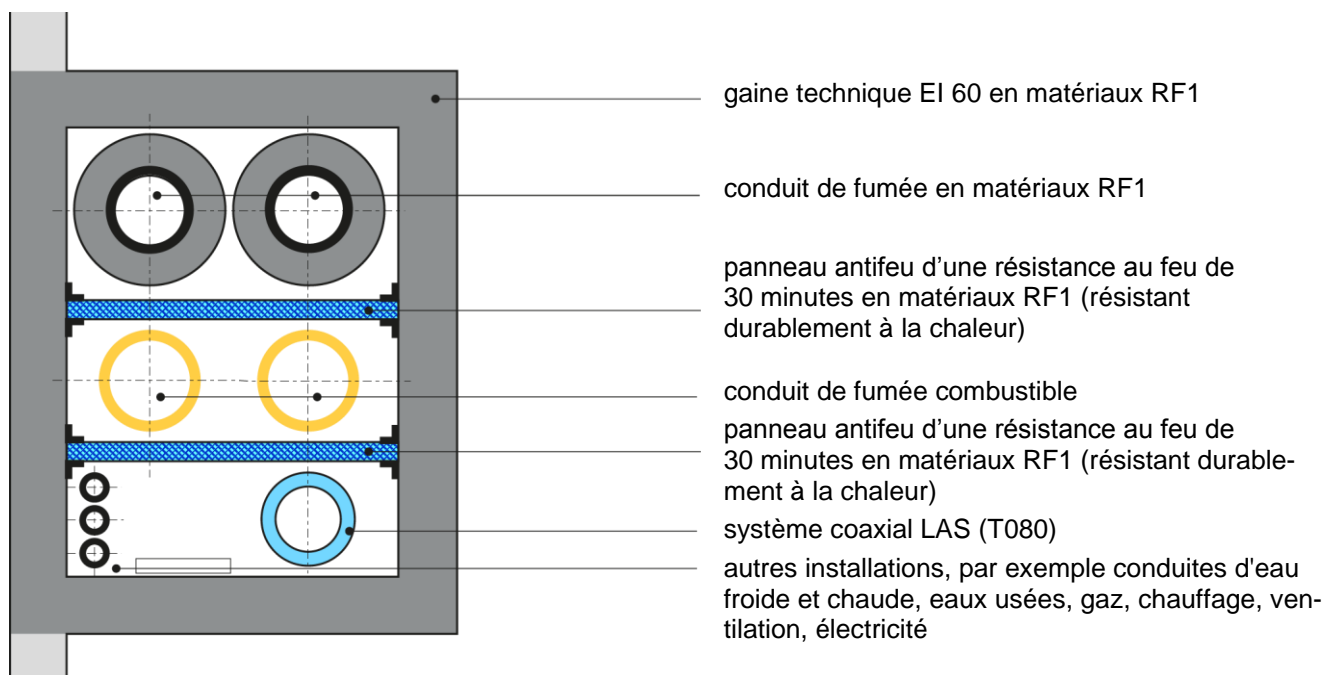 gaine technique EI 60 en matériaux RF1
conduit de fumée en matériaux RF1
panneau antifeu d’une résistance au feu de
30 minutes en matériaux RF1 (résistant
durablement à la chaleur)
conduit de fumée combustible
panneau antifeu d’une résistance au feu de
30 minutes en matériaux RF1 (résistant durable-
ment à la chaleur)
système coaxial LAS (T080)
autres installations, par exemple conduites d'eau
froide et chaude, eaux usées, gaz, chauffage, ven-
tilation, électricité